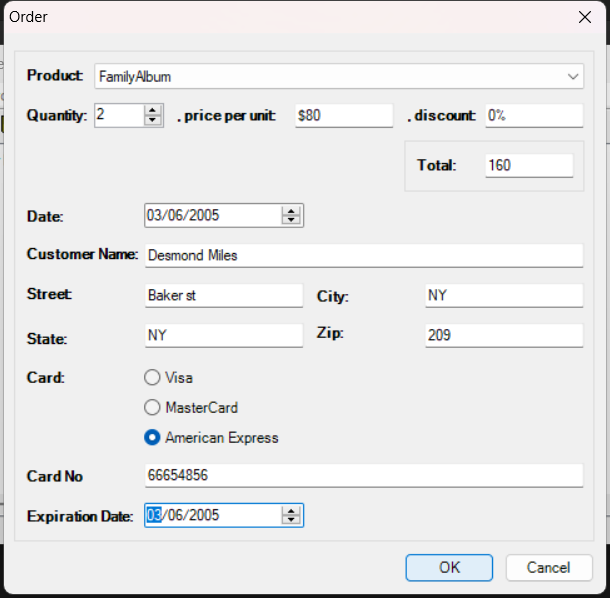 Order
Product: FamilyAlbum
Quantity: 2 , price per unit: $80 , discount: 0%
Total: 160
Date: 03/06/2005
Customer Name: Desmond Miles
Street: Baker st City: NY
State: NY Zip: 209
Card: Visa
MasterCard
American Express
Card No 66654856
Expiration Date: 03/06/2005
OK Cancel